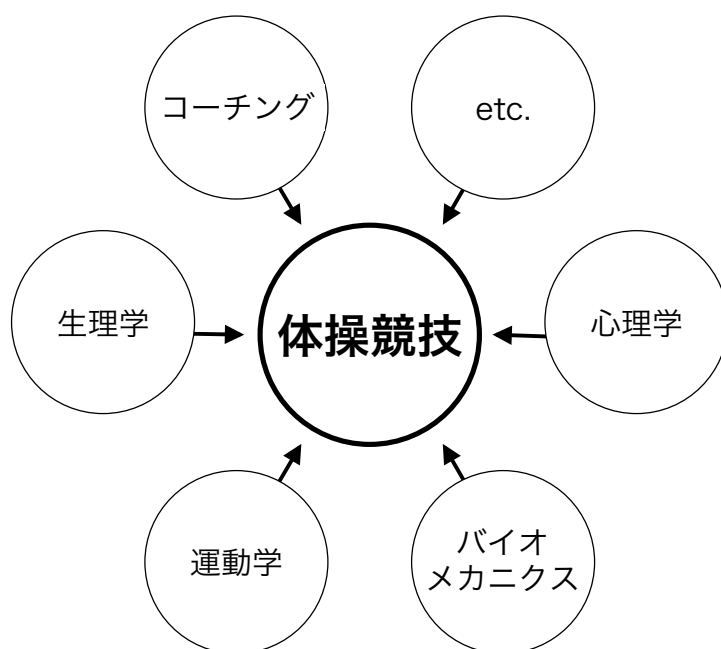 コーチング
etc.
生理学
体操競技
心理学
運動学
バイオ
メカニクス